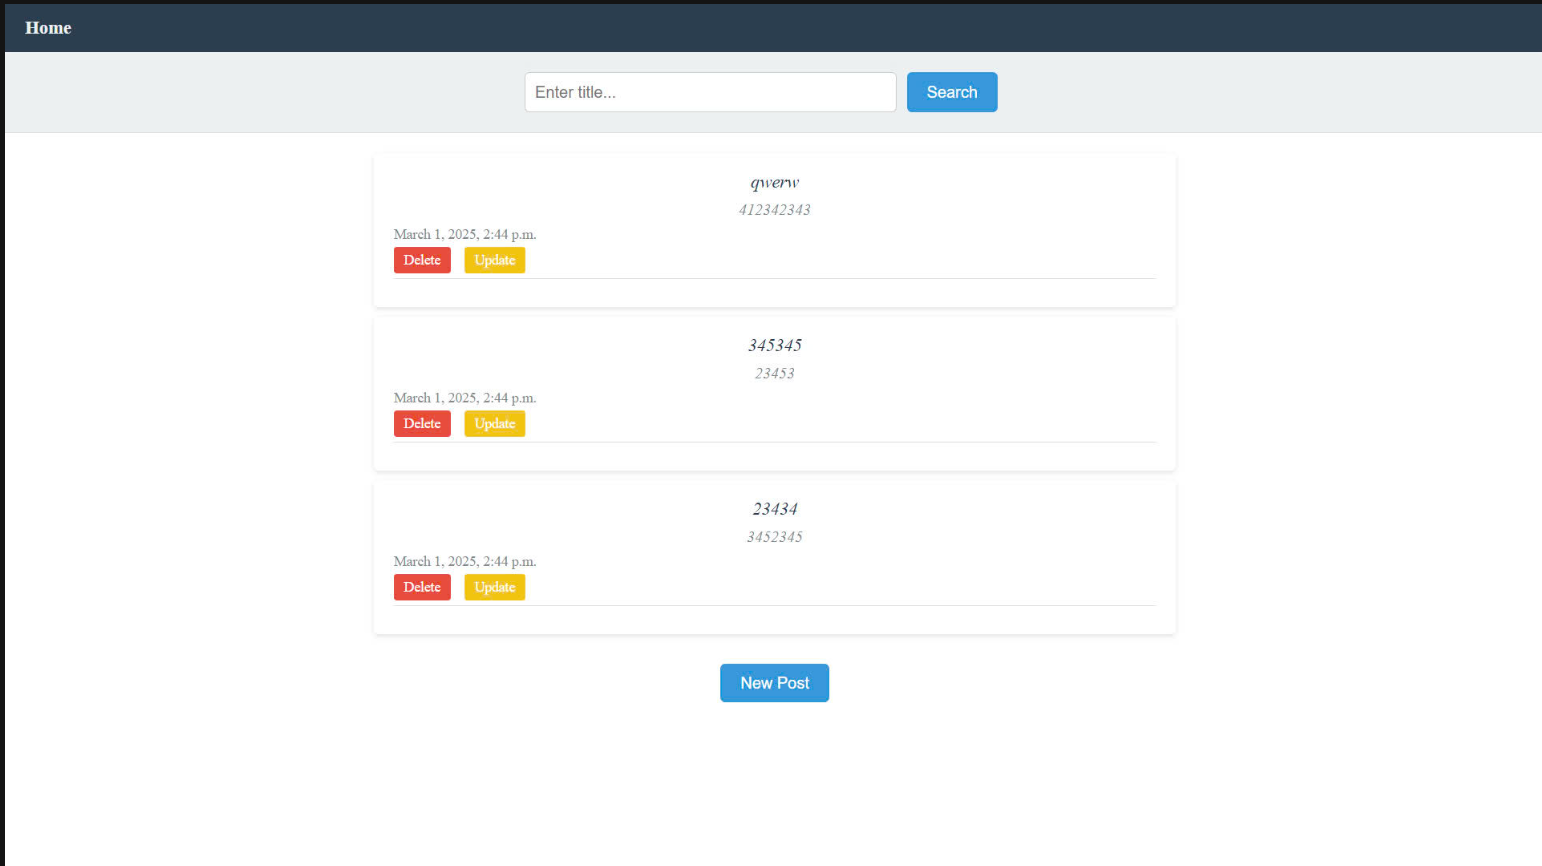 Home
Enter title... Search
qwerw
412342343
March 1, 2025, 2:44 p.m.
Delete Update
345345
23453
March 1, 2025, 2:44 p.m.
Delete Update
23434
3452345
March 1, 2025, 2:44 p.m.
Delete Update
New Post